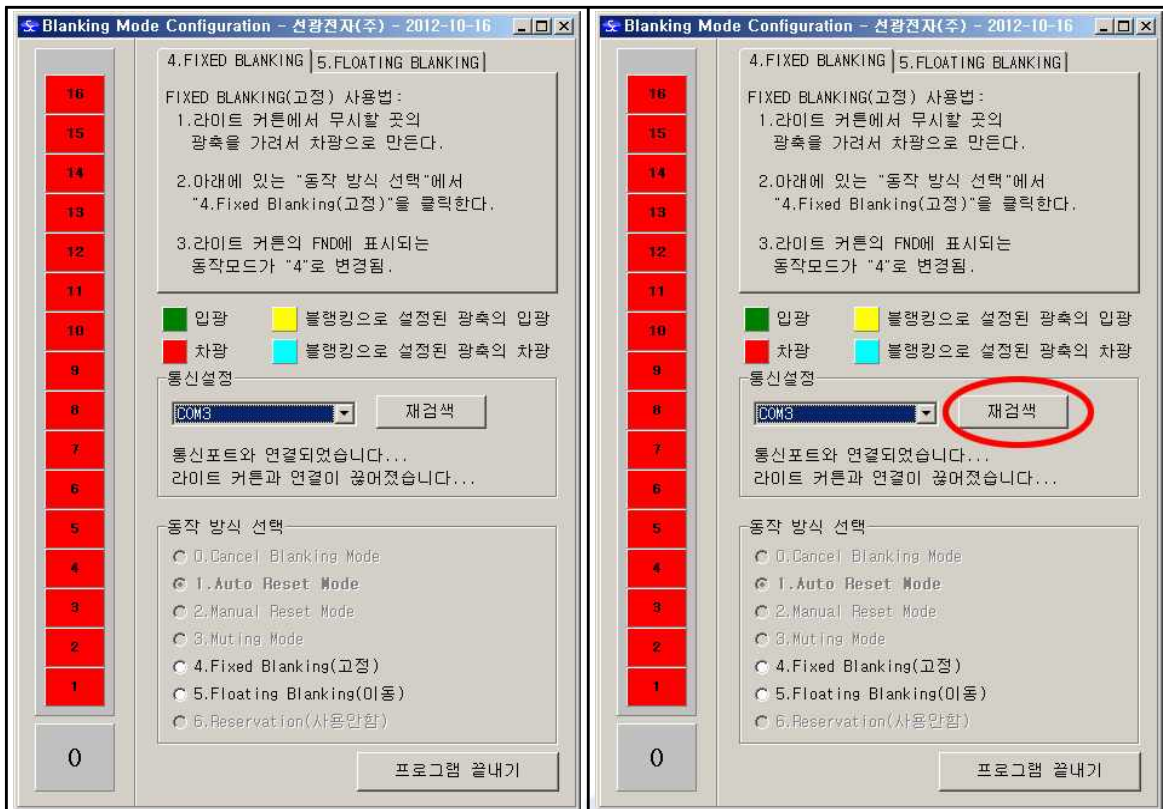 Blanking Mode Configuration - 선광전자(주) - 2012-10-16
4.FIXED BLANKING
5.FLOATING BLANKING
FIXED BLANKING(고정) 사용법:
1.라이트 커튼에서 무시할 곳의
광축을 가려서 차광으로 만든다.
2.아래에 있는 "동작 방식 선택"에서
"4.Fixed Blanking(고정)"을 클릭한다.
3.라이트 커튼의 FND에 표시되는
동작모드가 "4"로 변경됨.
16
15
14
13
12
11
10
9
8
7
6
5
4
3
2
1
0
입광
블랭킹으로 설정된 광축의 입광
차광
블랭킹으로 설정된 광축의 차광
통신설정
COM3
재검색
통신포트와 연결되었습니다...
라이트 커튼과 연결이 끊어졌습니다...
동작 방식 선택
0.Cancel Blanking Mode
1.Auto Reset Mode
2.Manual Reset Mode
3.Muting Mode
4.Fixed Blanking(고정)
5.Floating Blanking(이동)
6.Reservation(사용안함)
프로그램 끝내기
Blanking Mode Configuration - 선광전자(주) - 2012-10-16
4.FIXED BLANKING
5.FLOATING BLANKING
FIXED BLANKING(고정) 사용법:
1.라이트 커튼에서 무시할 곳의
광축을 가려서 차광으로 만든다.
2.아래에 있는 "동작 방식 선택"에서
"4.Fixed Blanking(고정)"을 클릭한다.
3.라이트 커튼의 FND에 표시되는
동작모드가 "4"로 변경됨.
16
15
14
13
12
11
10
9
8
7
6
5
4
3
2
1
0
입광
블랭킹으로 설정된 광축의 입광
차광
블랭킹으로 설정된 광축의 차광
통신설정
COM3
재검색
통신포트와 연결되었습니다...
라이트 커튼과 연결이 끊어졌습니다...
동작 방식 선택
0.Cancel Blanking Mode
1.Auto Reset Mode
2.Manual Reset Mode
3.Muting Mode
4.Fixed Blanking(고정)
5.Floating Blanking(이동)
6.Reservation(사용안함)
프로그램 끝내기